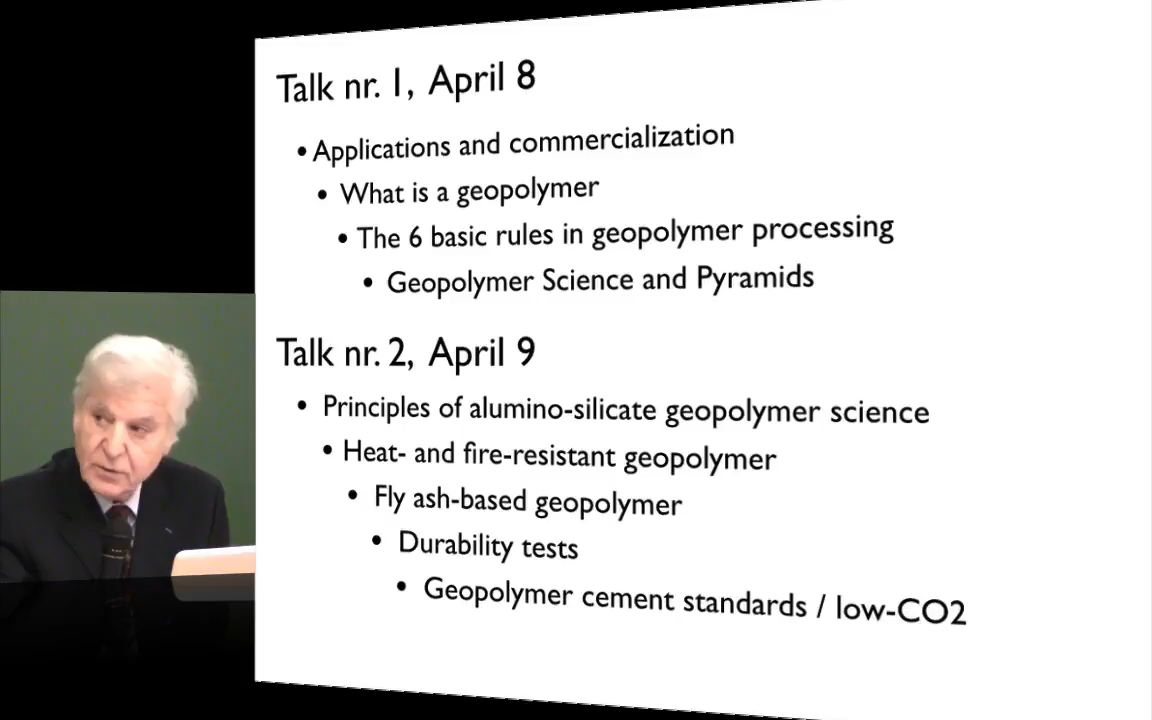 Talk nr. 1, April 8
• Applications and commercialization
• What is a geopolymer
• The 6 basic rules in geopolymer processing
• Geopolymer Science and Pyramids
Talk nr. 2, April 9
• Principles of alumino-silicate geopolymer science
• Heat- and fire-resistant geopolymer
• Fly ash-based geopolymer
• Durability tests
• Geopolymer cement standards / low-CO2